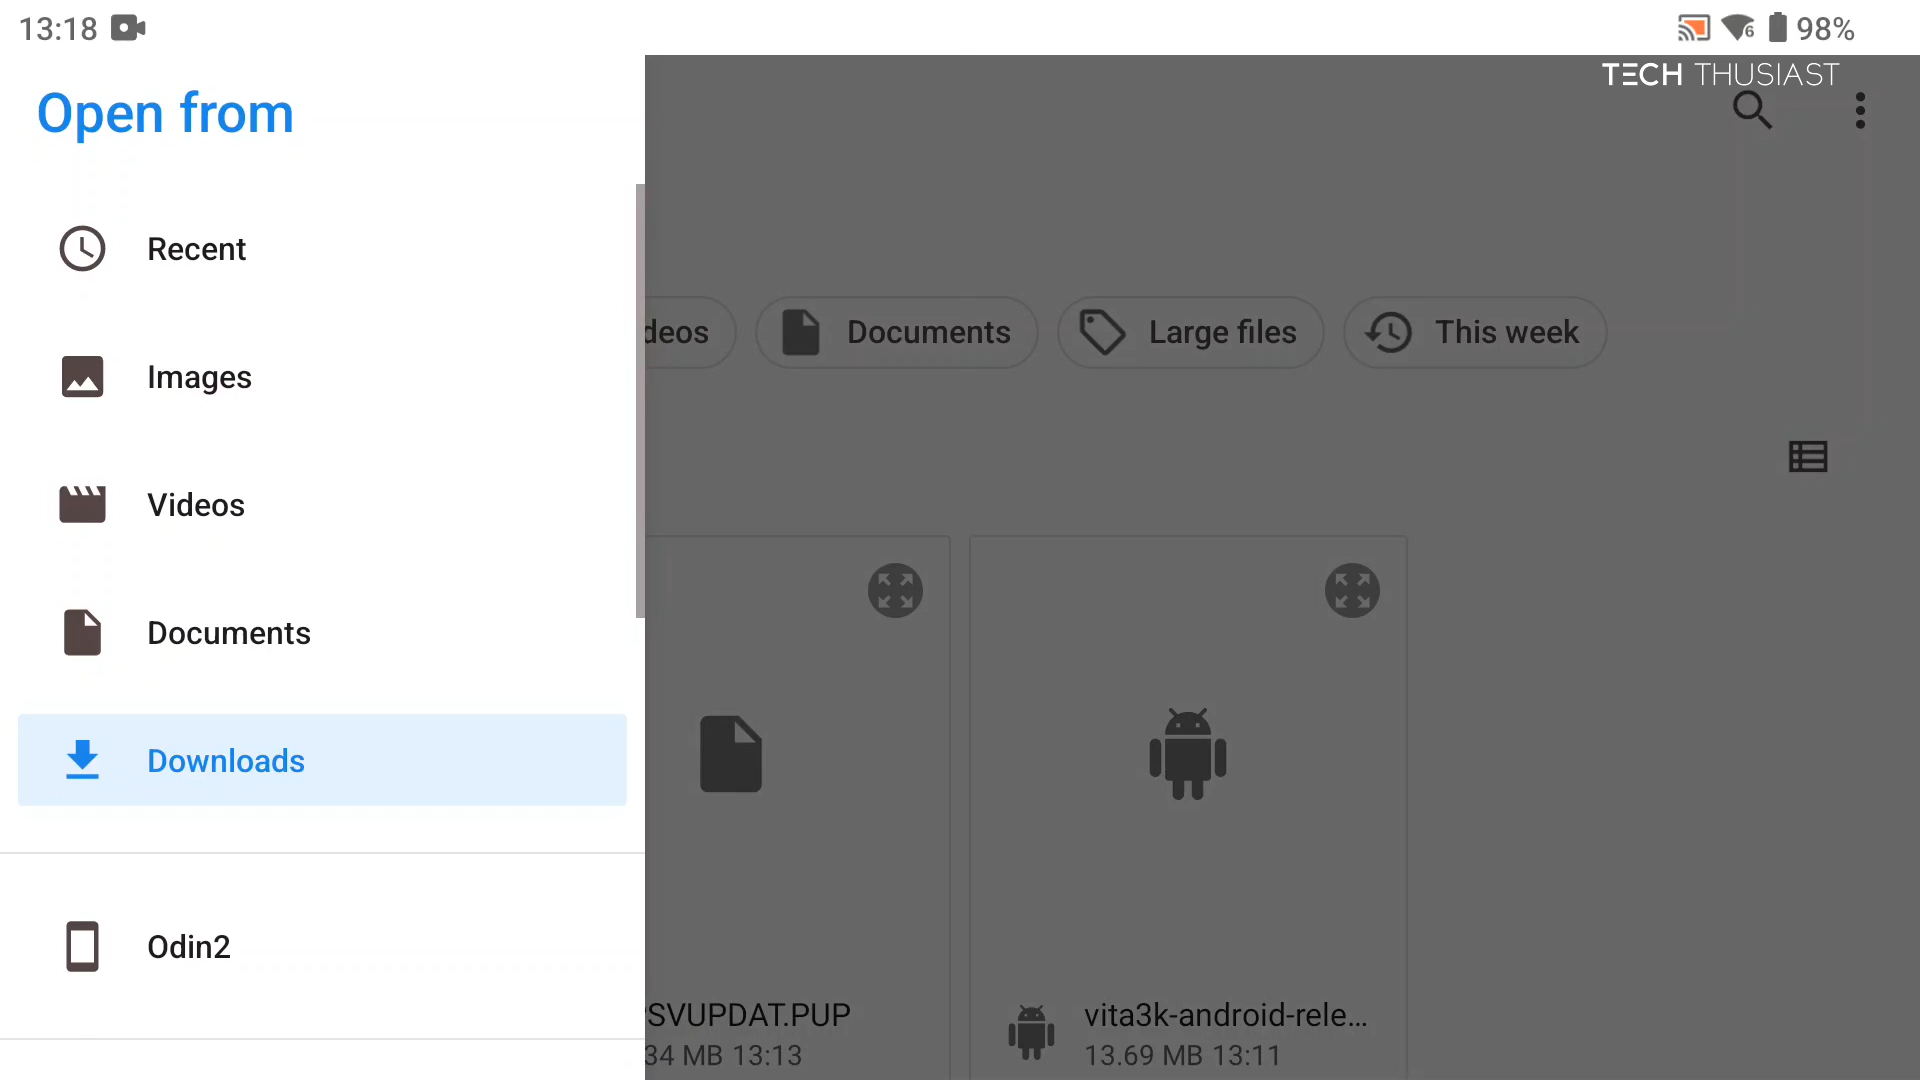 13:18
98%
TECH THUSIAST
Open from
Recent
Images
Videos
Documents
Downloads
Odin2
deos
Documents
Large files
This week
SVUPDAT.PUP
34 MB 13:13
vita3k-android-rele…
13.69 MB 13:11